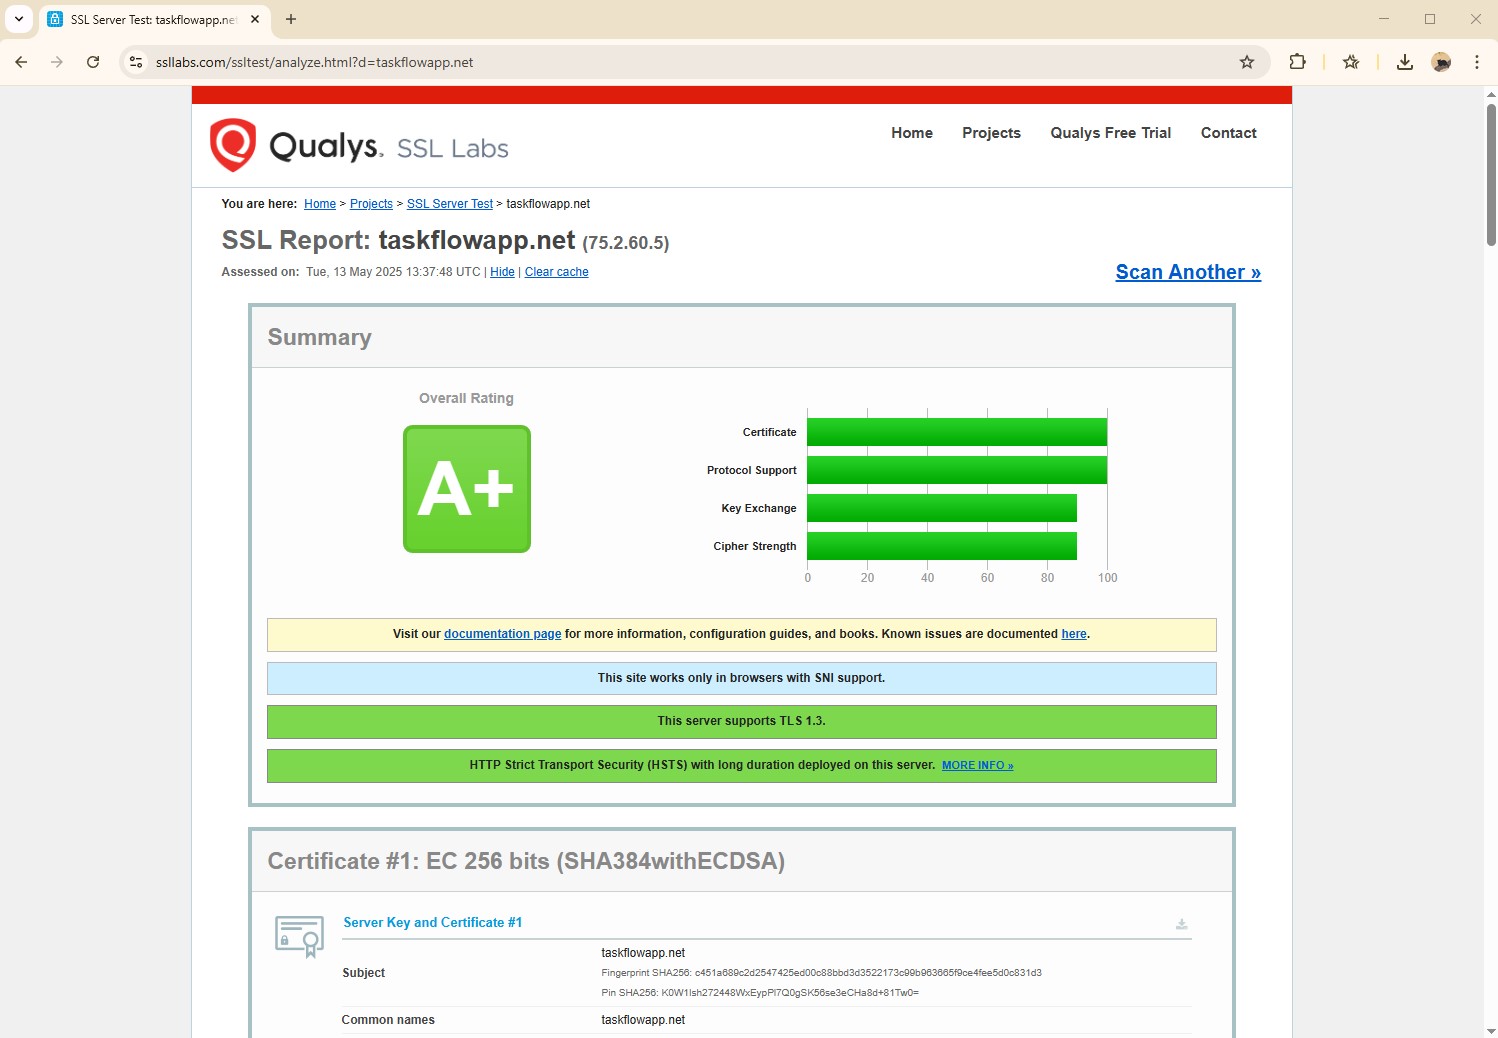 SSL Server Test: taskflowapp.ne
ssllabs.com/ssltest/analyze.html?d=taskflowapp.net
Qualys. SSL Labs
Home Projects Qualys Free Trial Contact
You are here: Home > Projects > SSL Server Test > taskflowapp.net
SSL Report: taskflowapp.net (75.2.60.5)
Assessed on: Tue, 13 May 2025 13:37:48 UTC | Hide | Clear cache
Scan Another »
Summary
Overall Rating
A+
Certificate
Protocol Support
Key Exchange
Cipher Strength
0 20 40 60 80 100
Visit our documentation page for more information, configuration guides, and books. Known issues are documented here.
This site works only in browsers with SNI support.
This server supports TLS 1.3.
HTTP Strict Transport Security (HSTS) with long duration deployed on this server. MORE INFO »
Certificate #1: EC 256 bits (SHA384withECDSA)
Server Key and Certificate #1
Subject
taskflowapp.net
Fingerprint SHA256: c451a689c2d2547425ed00c88bbd3d3522173c99b963665f9ce4fee5d0c831d3
Pin SHA256: K0W1lsh272448WxEypPl7Q0gSK56se3eCHa8d+81Tw0=
Common names taskflowapp.net